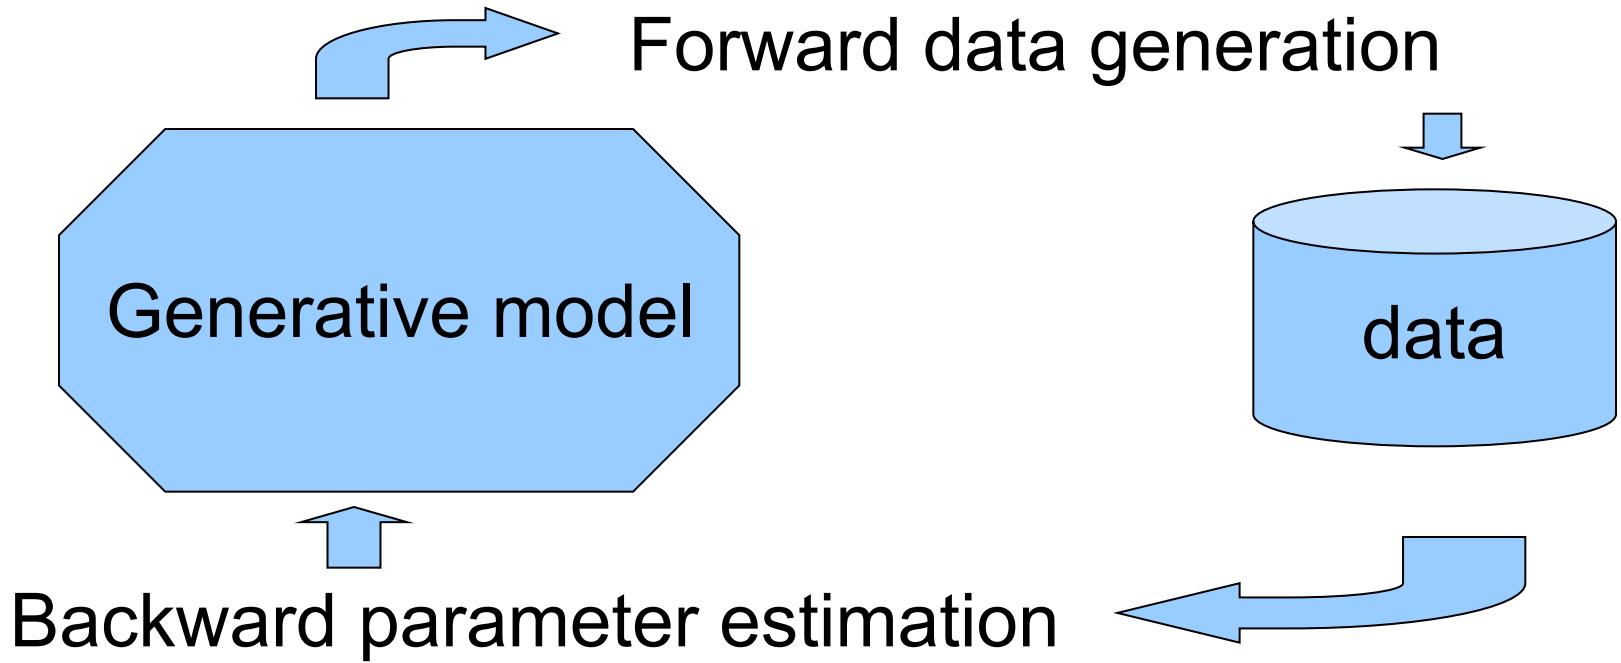 Forward data generation
Generative model
data
Backward parameter estimation